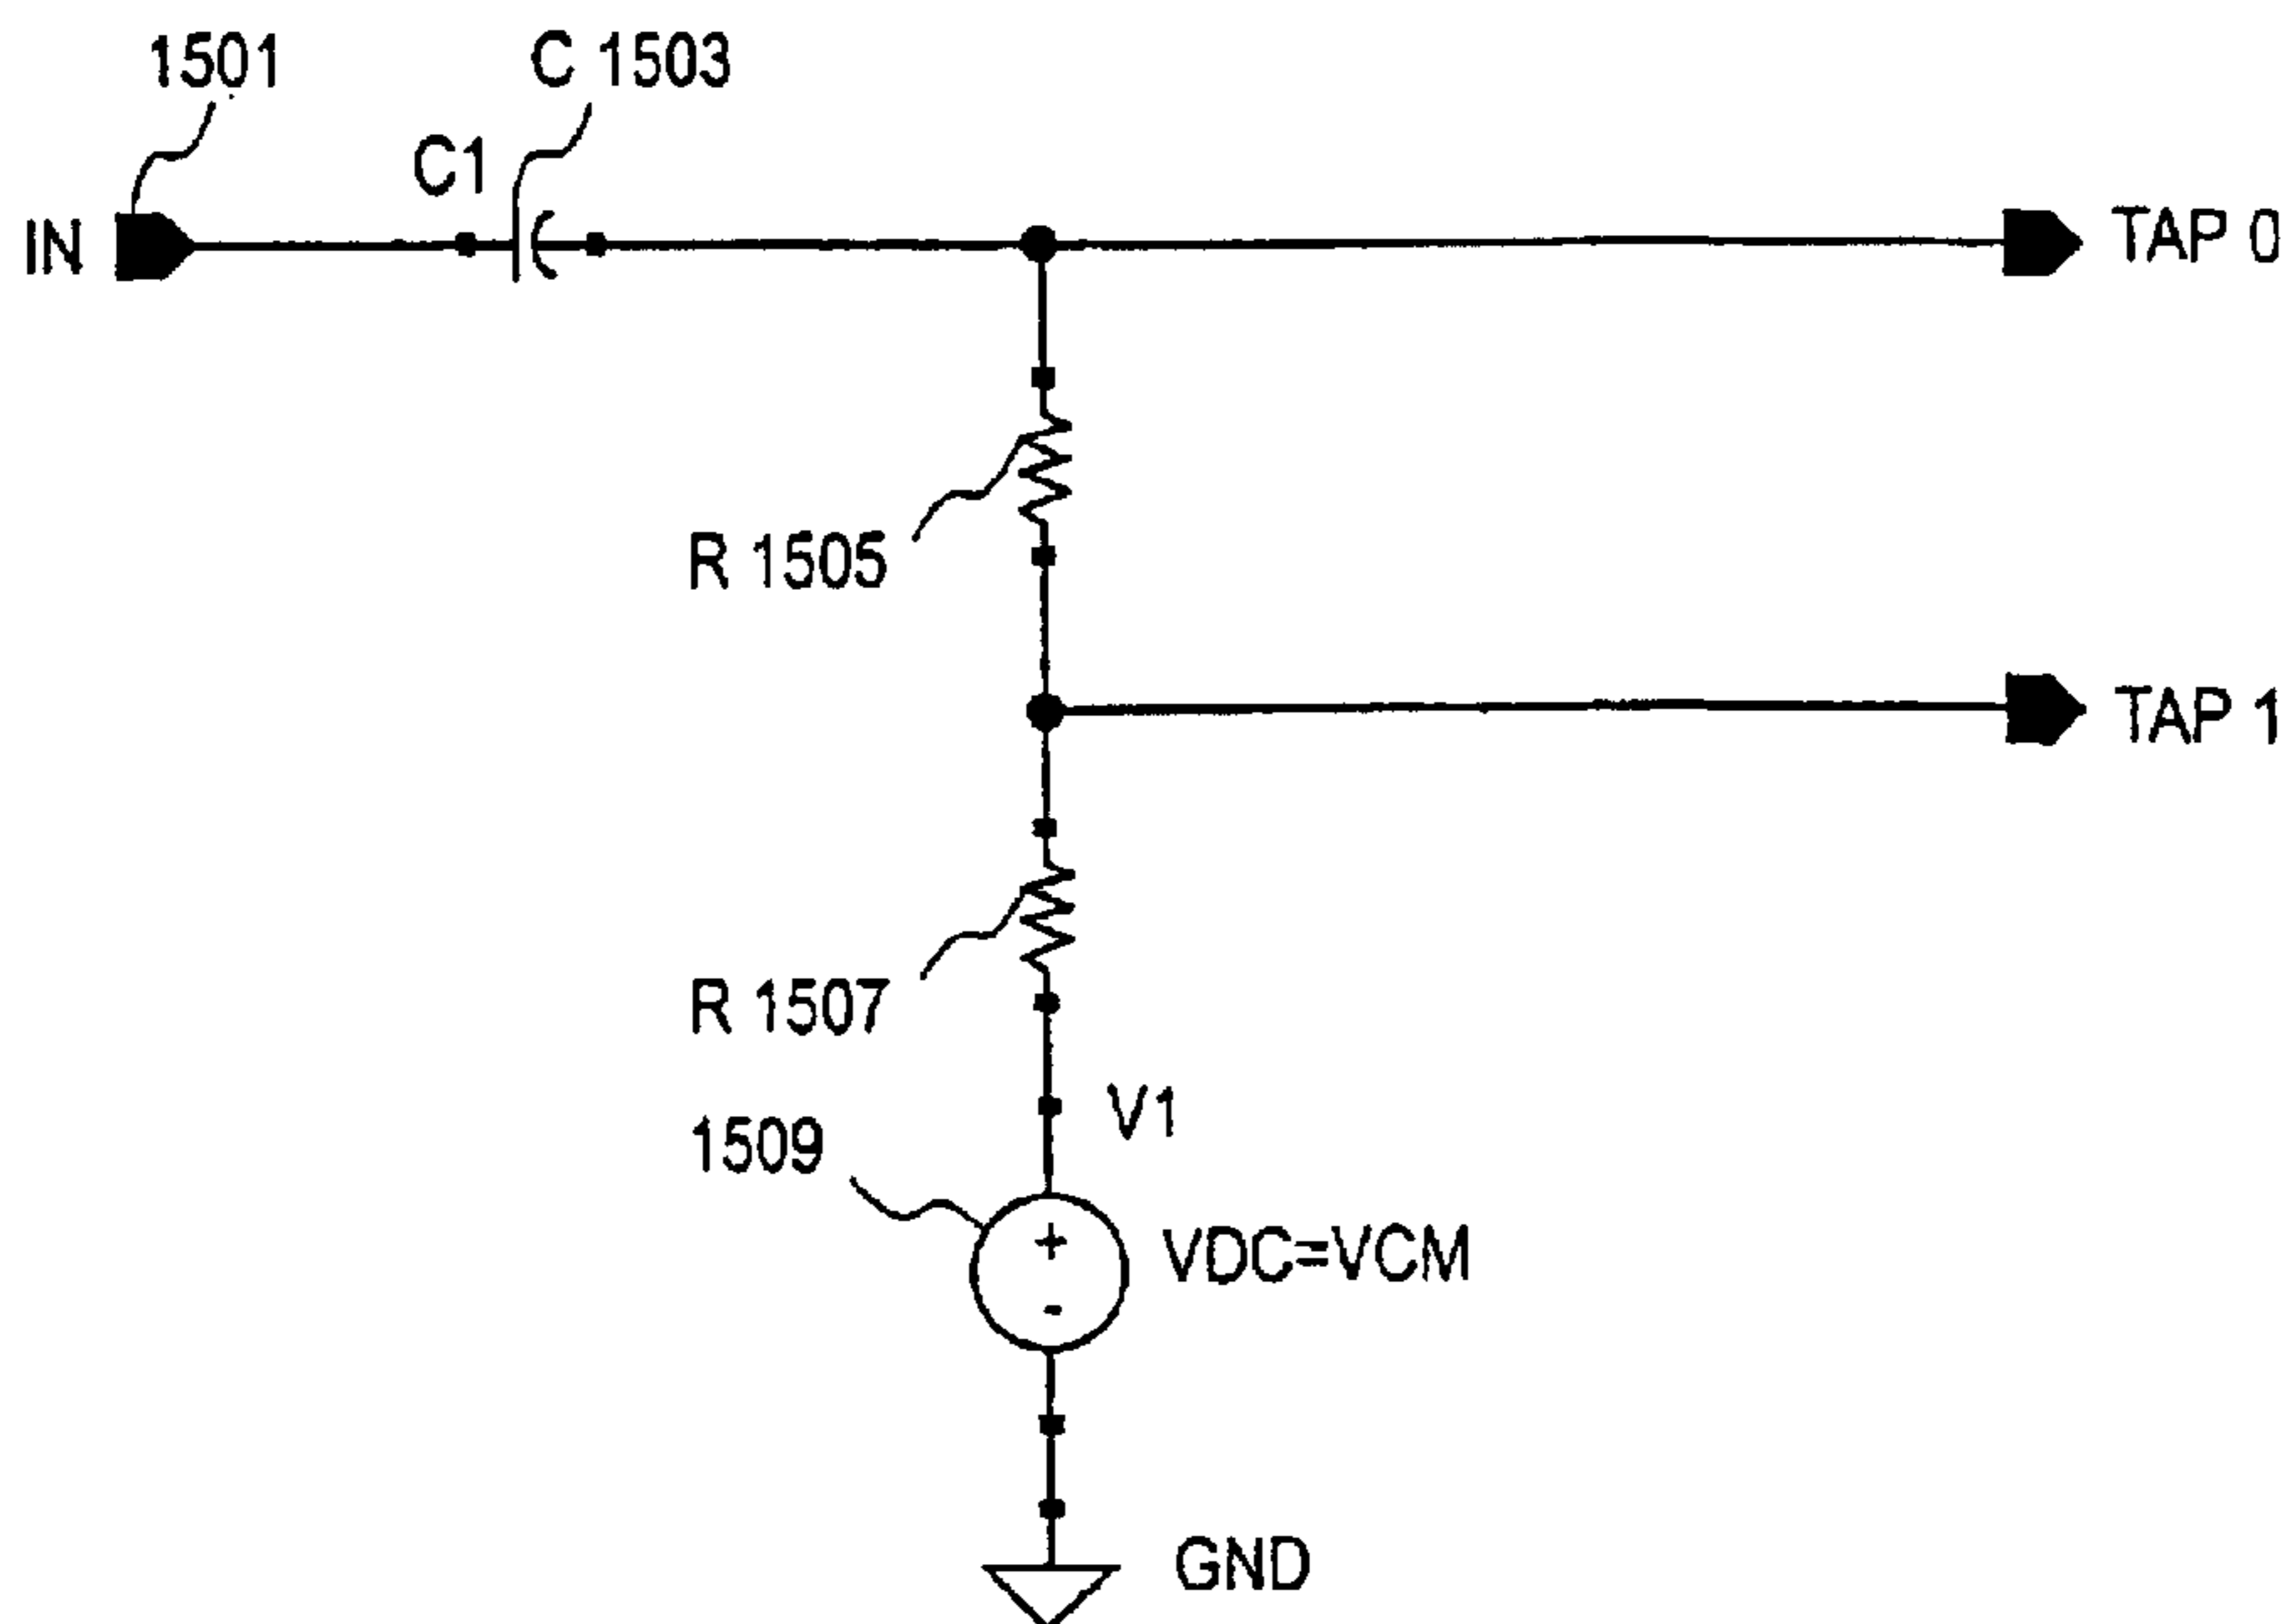 1501
C 1503
C1
IN
TAP 0
R 1505
TAP 1
R 1507
V1
1509
+
VDC=VCM
-
GND